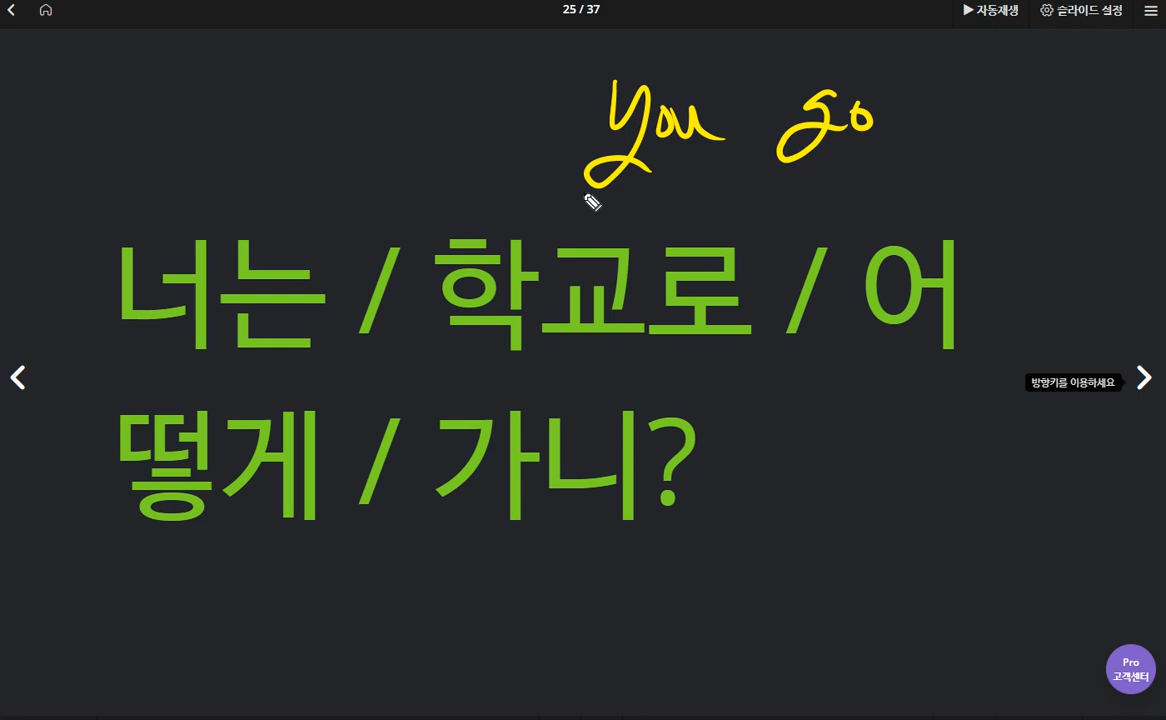 25 / 37
▶ 자동재생
슬라이드 설정
you go
너는 / 학교로 / 어
떻게 / 가니?
방향키를 이용하세요
Pro
고객센터